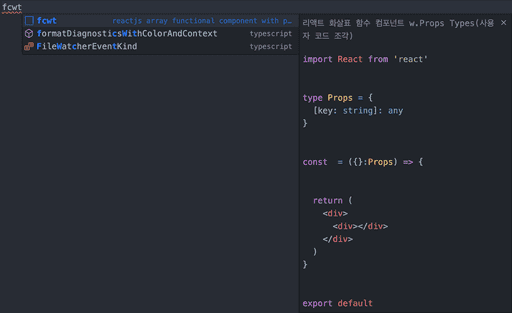 fcwt
fcwt reactjs array functional component with p…
formatDiagnosticsWithColorAndContext typescript
FileWatcherEventKind typescript
리액트 화살표 함수 컴포넌트 w.Props Types(사용
자 코드 조각)
import React from 'react'
type Props = {
[key: string]: any
}
const  = ({}:Props) => {
return (
<div>
<div></div>
</div>
)
}
export default